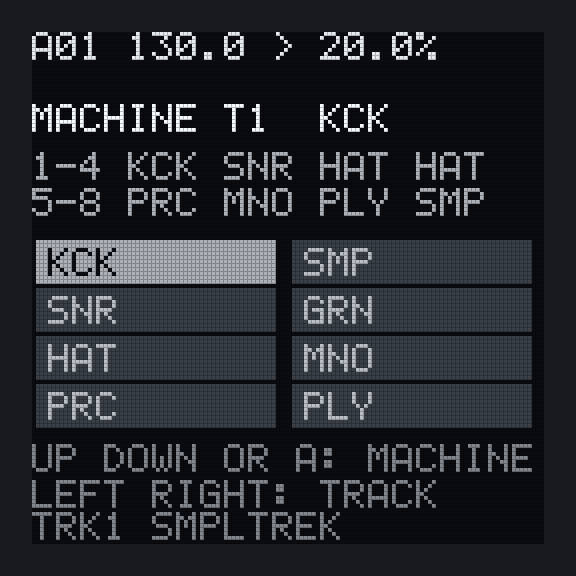 A01 130.0 > 20.0%
MACHINE T1 KCK
1-4 KCK SNR HAT HAT
5-8 PRC MNO PLY SMP
KCK SMP
SNR GRN
HAT MNO
PRC PLY
UP DOWN OR A: MACHINE
LEFT RIGHT: TRACK
TRK1 SMPLTREK